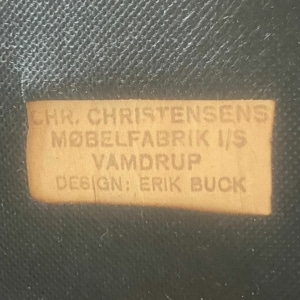 CHR. CHRISTENSENS
MØBELFABRIK I/S
VAMDRUP
DESIGN: ERIK BUCK